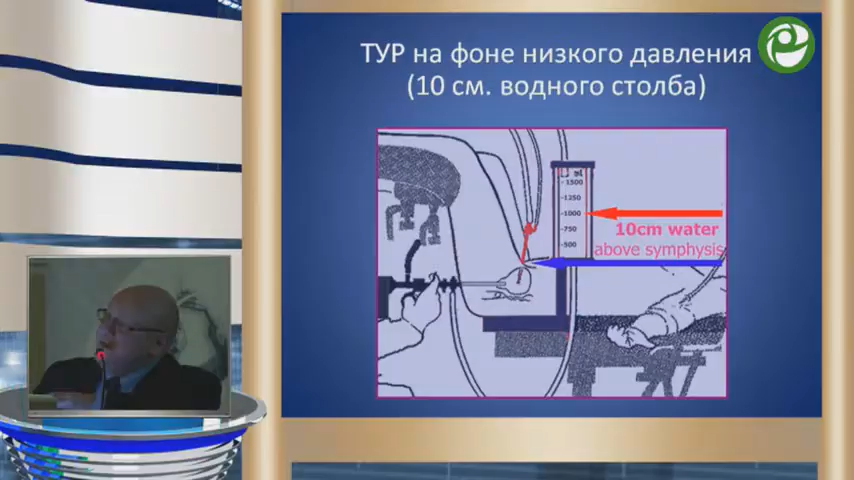 ТУР на фоне низкого давления
(10 см. водного столба)
1500
1250
1000
750
500
10cm water
above symphysis